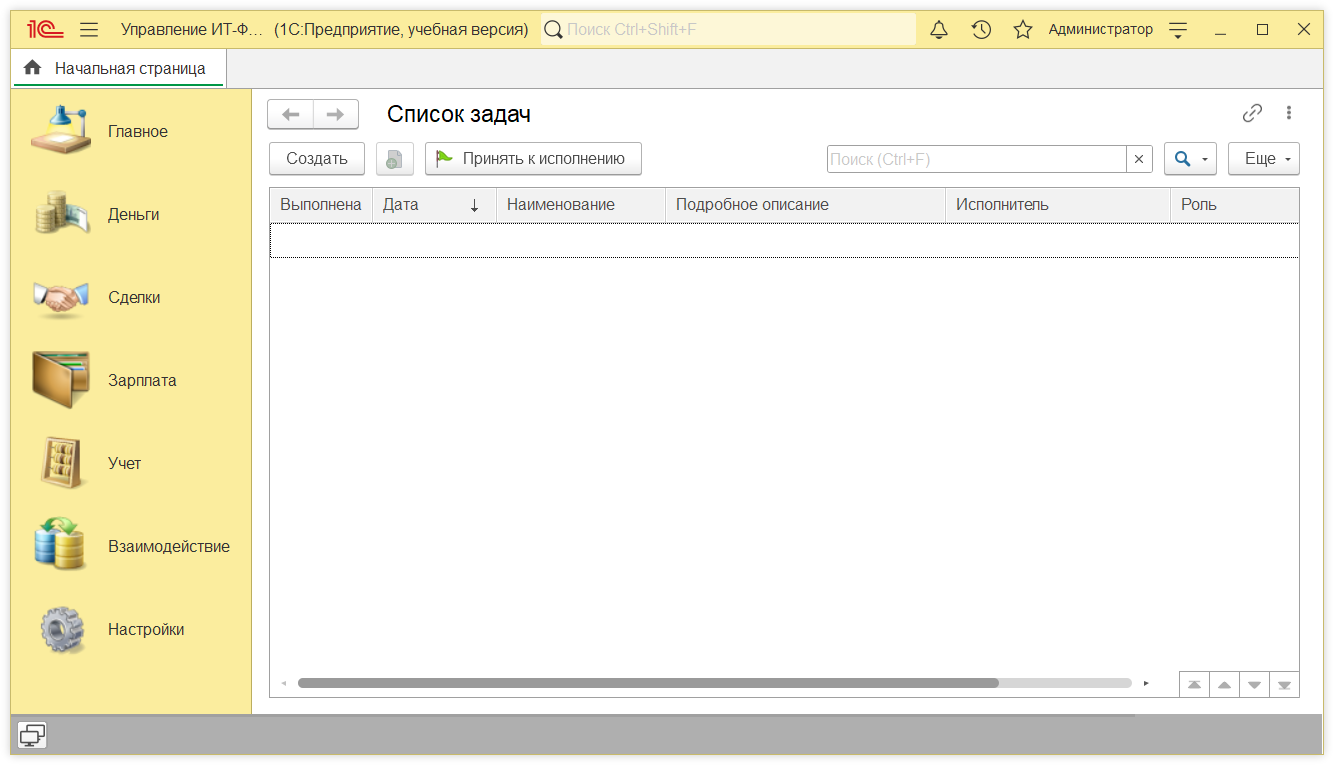 1С Управление ИТ-Ф... (1С:Предприятие, учебная версия) Поиск Ctrl+Shift+F Администратор
Начальная страница
Главное
Деньги
Сделки
Зарплата
Учет
Взаимодействие
Настройки
Список задач
Создать Принять к исполнению Поиск (Ctrl+F) × Еще
Выполнена Дата ↓ Наименование Подробное описание Исполнитель Роль